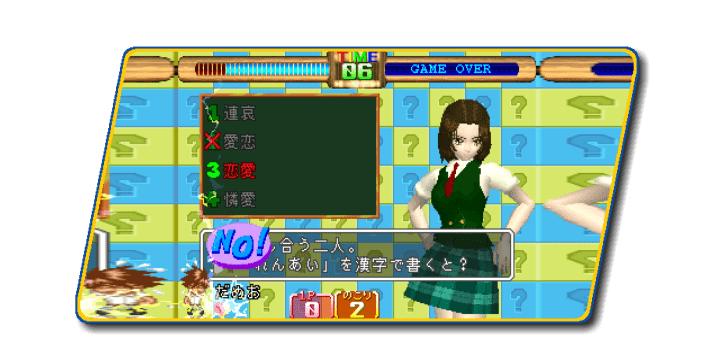 TIME
06
GAME OVER
1 連哀
愛恋
3 恋愛
4 憐愛
NO!
し合う二人。
れんあい」を漢字で書くと?
だぬお
1P
0
のこり
2